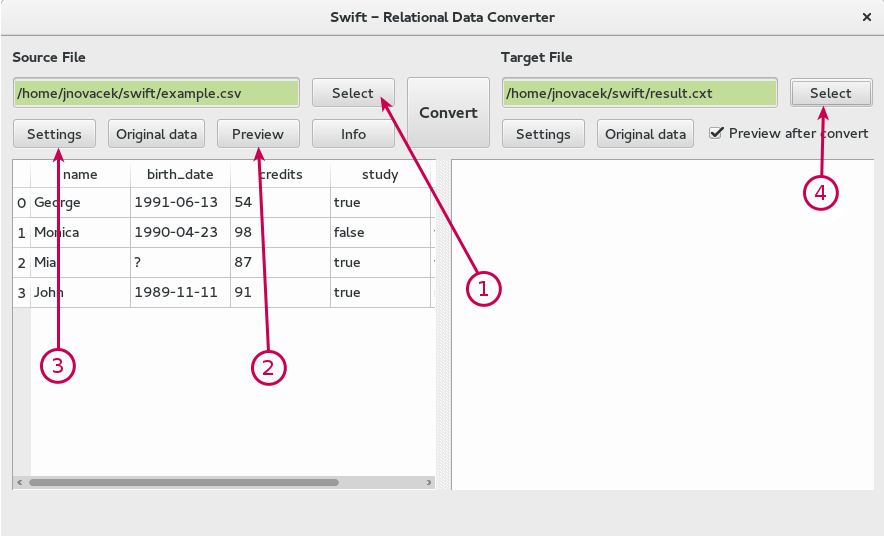 Swift – Relational Data Converter ×
Source File Target File
/home/jnovacek/swift/example.csv Select Convert /home/jnovacek/swift/result.cxt Select
Settings Original data Preview Info Settings Original data Preview after convert
name birth_date credits study
0 George 1991-06-13 54 true
1 Monica 1990-04-23 98 false
2 Mia ? 87 true
3 John 1989-11-11 91 true
4
1
3
2